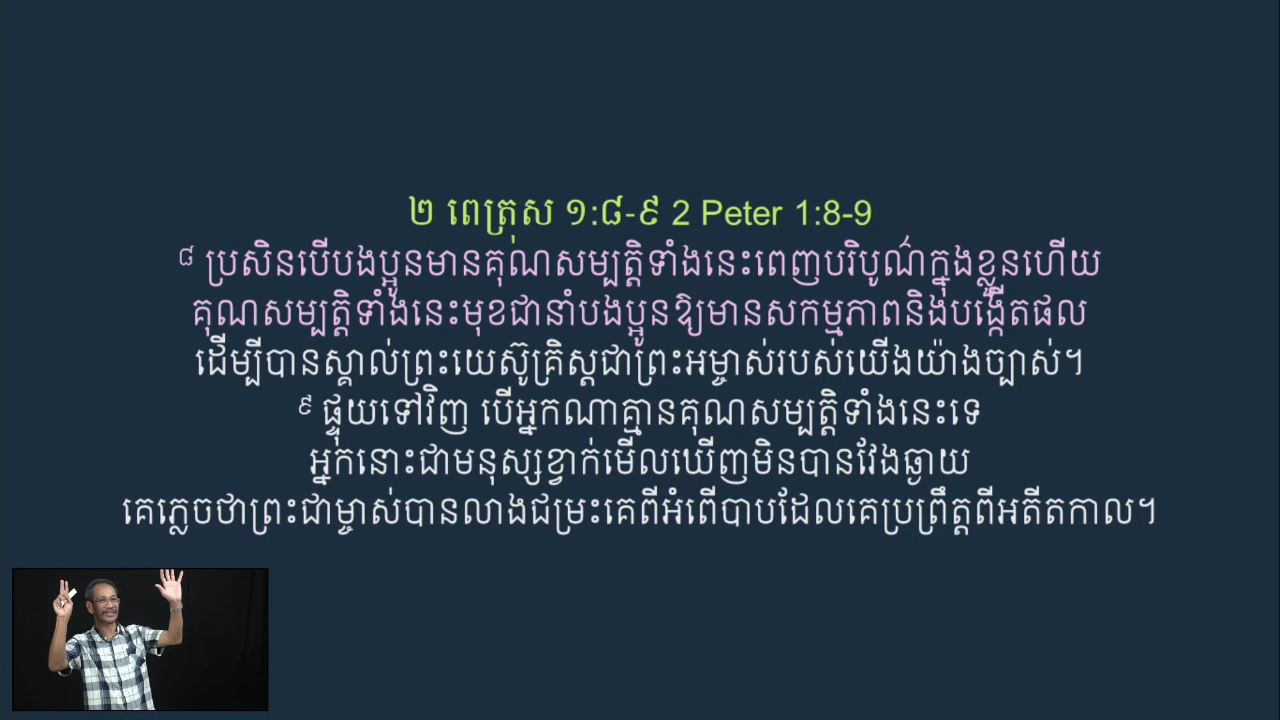 ២ ពេត្រុស ១:៨-៩ 2 Peter 1:8-9
៨ ប្រសិនបើបងប្អូនមានគុណសម្បត្តិទាំងនេះពេញបរិបូណ៌ក្នុងខ្លួនហើយ
គុណសម្បត្តិទាំងនេះមុខជានាំបងប្អូនឱ្យមានសកម្មភាពនិងបង្កើតផល
ដើម្បីបានស្គាល់ព្រះយេស៊ូគ្រិស្តជាព្រះអម្ចាស់របស់យើងយ៉ាងច្បាស់។
៩ ផ្ទុយទៅវិញ បើអ្នកណាគ្មានគុណសម្បត្តិទាំងនេះទេ
អ្នកនោះជាមនុស្សខ្វាក់មើលឃើញមិនបានវែងឆ្ងាយ
គេភ្លេចថាព្រះជាម្ចាស់បានលាងជម្រះគេពីអំពើបាបដែលគេប្រព្រឹត្តពីអតីតកាល។